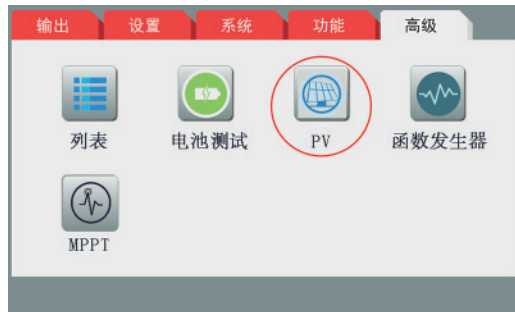 输出 设置 系统 功能 高级
列表 电池测试 PV 函数发生器
MPPT